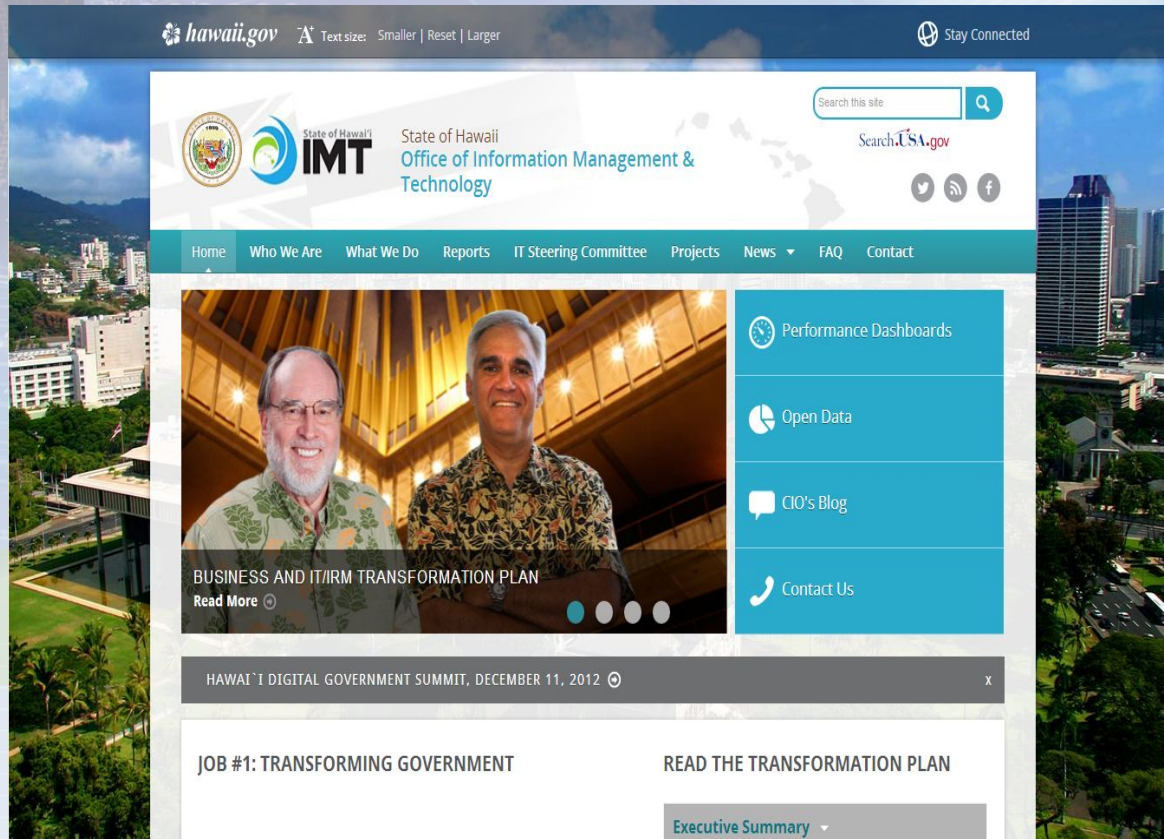 hawaii.gov A+ Text size: Smaller | Reset | Larger Stay Connected
Search this site
Search.USA.gov
1959
State of Hawai'i
IMT
State of Hawaii
Office of Information Management &
Technology
Home Who We Are What We Do Reports IT Steering Committee Projects News FAQ Contact
Performance Dashboards
Open Data
CIO's Blog
Contact Us
BUSINESS AND IT/IRM TRANSFORMATION PLAN
Read More
HAWAI`I DIGITAL GOVERNMENT SUMMIT, DECEMBER 11, 2012 x
JOB #1: TRANSFORMING GOVERNMENT
READ THE TRANSFORMATION PLAN
Executive Summary